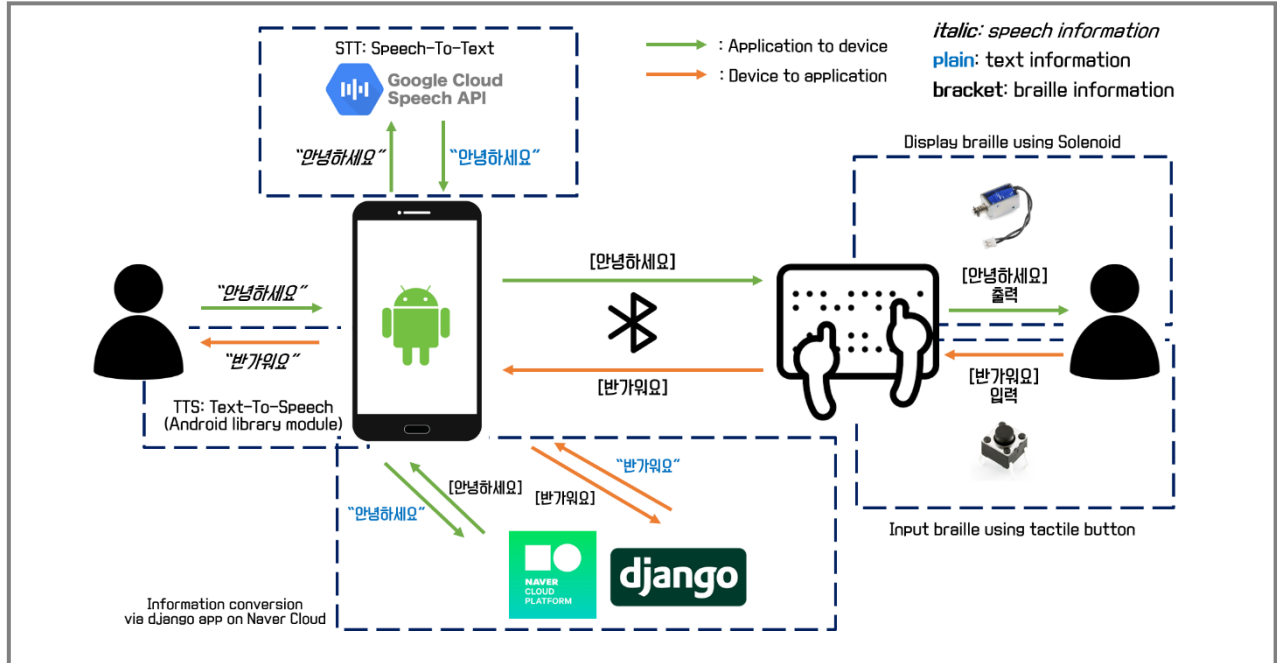 STT: Speech-To-Text
Google Cloud
Speech API
“안녕하세요”
“안녕하세요”
: Application to device
: Device to application
italic: speech information
plain: text information
bracket: braille information
Display braille using Solenoid
“안녕하세요”
“반가워요”
TTS: Text-To-Speech
(Android library module)
[안녕하세요]
[반가워요]
[안녕하세요]
출력
[반가워요]
입력
Input braille using tactile button
“안녕하세요”
[안녕하세요]
[반가워요]
“반가워요”
NAVER
CLOUD
PLATFORM
django
Information conversion
via django app on Naver Cloud